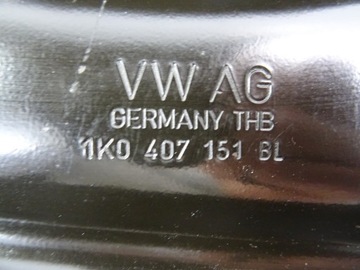 VW AG
GERMANY THB
1K0 407 151 BL